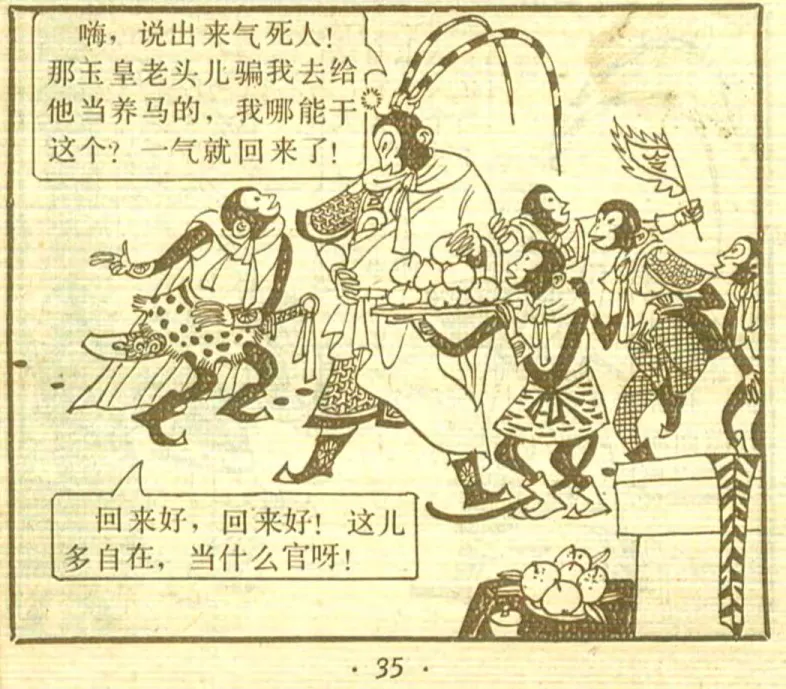 嗨，说出来气死人！
那玉皇老头儿骗我去给
他当养马的，我哪能干
这个？一气就回来了！
令
回来好，回来好！这儿
多自在，当什么官呀！
· 35 ·